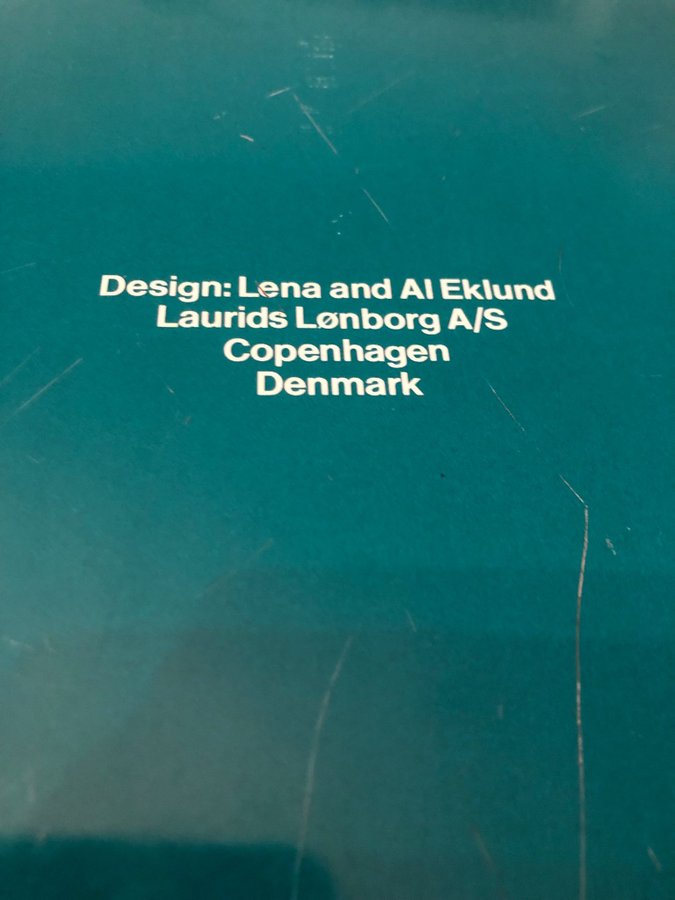 Design: Lena and Al Eklund
Laurids Lønborg A/S
Copenhagen
Denmark